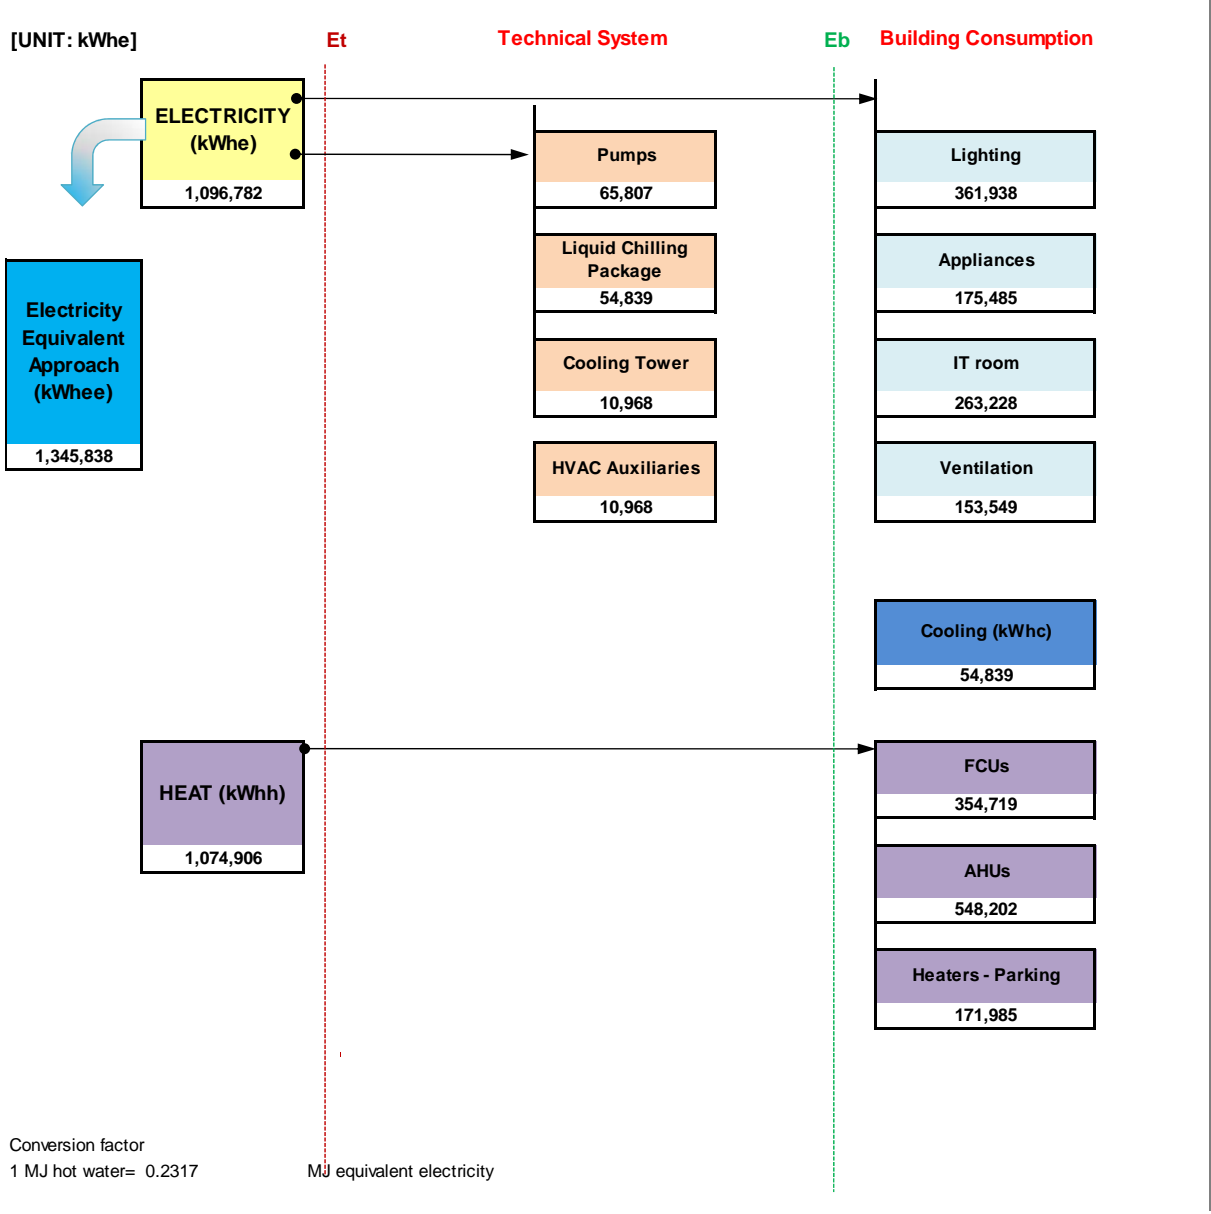 [UNIT: kWhe]
Et
Technical System
Eb
Building Consumption
ELECTRICITY
(kWhe)
1,096,782
Pumps
65,807
Lighting
361,938
Electricity
Equivalent
Approach
(kWhee)
1,345,838
Liquid Chilling
Package
54,839
Appliances
175,485
Cooling Tower
10,968
IT room
263,228
HVAC Auxiliaries
10,968
Ventilation
153,549
Cooling (kWhc)
54,839
HEAT (kWhh)
1,074,906
FCUs
354,719
AHUs
548,202
Heaters - Parking
171,985
Conversion factor
1 MJ hot water= 0.2317 MJ equivalent electricity